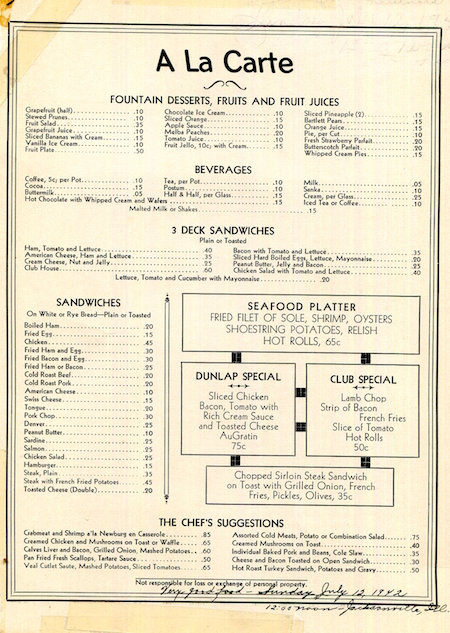 A La Carte
FOUNTAIN DESSERTS, FRUITS AND FRUIT JUICES
Grapefruit (half) .10
Stewed Prunes .10
Fruit Salad .35
Grapefruit Juice .10
Sliced Bananas with Cream .15
Vanilla Ice Cream .10
Fruit Plate .50
Chocolate Ice Cream .10
Sliced Orange .15
Apple Sauce .10
Melba Peaches .20
Tomato Juice .10
Fruit Jello, 10c; with Cream .15
Sliced Pineapple (2) .15
Bartlett Pears .15
Orange Juice .15
Pie, per Cut .10
Fresh Strawberry Parfait .20
Butterscotch Parfait .20
Whipped Cream Pies .15
BEVERAGES
Coffee, 5c; per Pot .10
Cocoa .15
Buttermilk .05
Tea, per Pot .10
Postum .10
Half & Half, per Glass .15
Milk .05
Sanka .10
Cream, per Glass .25
Iced Tea or Coffee .10
Hot Chocolate with Whipped Cream and Wafers .15
Malted Milk or Shakes .15
3 DECK SANDWICHES
Plain or Toasted
Ham, Tomato and Lettuce .40
American Cheese, Ham and Lettuce .35
Cream Cheese, Nut and Jelly .25
Club House .60
Bacon with Tomato and Lettuce .35
Sliced Hard Boiled Eggs, Lettuce, Mayonnaise .20
Peanut Butter, Jelly and Bacon .25
Chicken Salad with Tomato and Lettuce .40
Lettuce, Tomato and Cucumber with Mayonnaise .20
SANDWICHES
On White or Rye Bread—Plain or Toasted
Boiled Ham .20
Fried Egg .15
Chicken .45
Fried Ham and Egg .30
Fried Bacon and Egg .30
Fried Ham or Bacon .25
Cold Roast Beef .20
Cold Roast Pork .20
American Cheese .10
Swiss Cheese .15
Tongue .20
Pork Chop .30
Denver .25
Peanut Butter .10
Sardine .25
Salmon .25
Chicken Salad .25
Hamburger .15
Steak, Plain .35
Steak with French Fried Potatoes .45
Toasted Cheese (Double) .20
SEAFOOD PLATTER
FRIED FILET OF SOLE, SHRIMP, OYSTERS
SHOESTRING POTATOES, RELISH
HOT ROLLS, 65c
DUNLAP SPECIAL
Sliced Chicken
Bacon, Tomato with
Rich Cream Sauce
and Toasted Cheese
AuGratin
75c
CLUB SPECIAL
Lamb Chop
Strip of Bacon
French Fries
Slice of Tomato
Hot Rolls
50c
Chopped Sirloin Steak Sandwich
on Toast with Grilled Onion, French
Fries, Pickles, Olives, 35c
THE CHEF'S SUGGESTIONS
Crabmeat and Shrimp a'la Newburg en Casserole .85
Creamed Chicken and Mushrooms on Toast or Waffle .65
Calves Liver and Bacon, Grilled Onion, Mashed Potatoes .60
Pan Fried Fresh Scallops, Tartare Sauce .50
Veal Cutlet Saute, Mashed Potatoes, Sliced Tomatoes .65
Assorted Cold Meats, Potato or Combination Salad .75
Creamed Mushrooms on Toast .40
Individual Baked Pork and Beans, Cole Slaw .35
Cheese and Bacon Toasted on Open Sandwich .30
Hot Roast Turkey Sandwich, Potatoes and Gravy .50
Not responsible for loss or exchange of personal property.
Very good food - Sunday July 12, 1942
12:00 noon - Jacksonville, Ill.